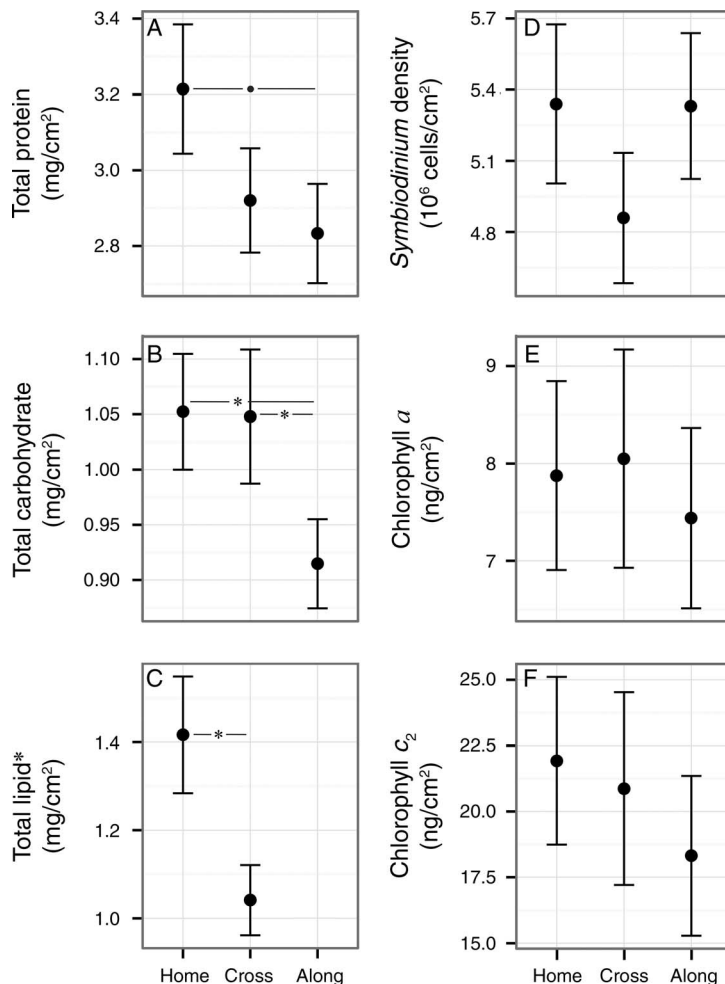 A
Total protein
(mg/cm²)
3.4
3.2
3.0
2.8
B
Total carbohydrate
(mg/cm²)
1.10
1.05
1.00
0.95
0.90
*
*
C
Total lipid*
(mg/cm²)
1.4
1.2
1.0
*
Home Cross Along
D
Symbiodinium density
(10⁶ cells/cm²)
5.7
5.4
5.1
4.8
E
Chlorophyll a
(ng/cm²)
9
8
7
F
Chlorophyll c₂
(ng/cm²)
25.0
22.5
20.0
17.5
15.0
Home Cross Along